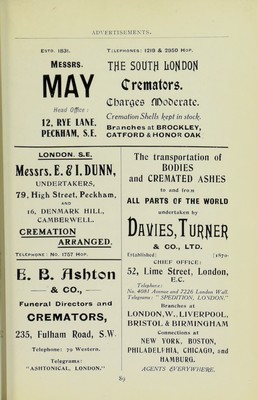 ADVERTISEMENTS.
ESTD. 1831.
TELEPHONES: 1219 & 2950 HOP.
MESSRS.
MAY
Head Office:
12, RYE LANE,
PECKHAM, S.E.
THE SOUTH LONDON
Cremators.
Charges Moderate.
Cremation Shells kept in stock.
Branches at BROCKLEY,
CATFORD & HONOR OAK
LONDON. S.E.
Messrs. E. & I. DUNN,
UNDERTAKERS,
79, High Street, Peckham,
AND
16, DENMARK HILL,
CAMBERWELL.
CREMATION
ARRANGED.
TELEPHONE: NO. 1757 HOP.
E. B. Ashton
— & CO., —
Funeral Directors and
CREMATORS,
235, Fulham Road, S.W.
Telephone: 79 Western.
Telegrams:
"ASHTONICAL, LONDON."
The transportation of
BODIES
and CREMATED ASHES
to and from
ALL PARTS OF THE WORLD
undertaken by
DAVIES, TURNER
& CO., LTD.
Established] [1870
CHIEF OFFICE:
52, Lime Street, London,
E.C.
Telephone:
No. 4081 Avenue and 7226 London Wall.
Telegrams: "SPEDITION, LONDON."
Branches at
LONDON, W., LIVERPOOL,
BRISTOL & BIRMINGHAM
Connections at
NEW YORK, BOSTON,
PHILADELPHIA, CHICAGO, and
HAMBURG.
AGENTS EVERYWHERE.
89